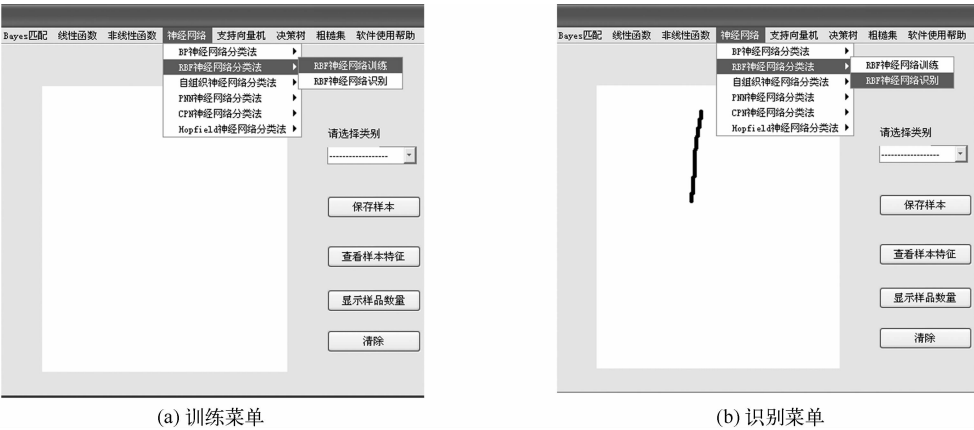 Bayes匹配 线性函数 非线性函数 神经网络 支持向量机 决策树 粗糙集 软件使用帮助
BP神经网络分类法
RBF神经网络分类法
RBF神经网络训练
RBF神经网络识别
自组织神经网络分类法
PNN神经网络分类法
CPN神经网络分类法
Hopfield神经网络分类法
请选择类别
------------------
保存样本
查看样本特征
显示样品数量
清除
(a) 训练菜单
Bayes匹配 线性函数 非线性函数 神经网络 支持向量机 决策树 粗糙集 软件使用帮助
BP神经网络分类法
RBF神经网络分类法
RBF神经网络训练
RBF神经网络识别
自组织神经网络分类法
PNN神经网络分类法
CPN神经网络分类法
Hopfield神经网络分类法
请选择类别
------------------
保存样本
查看样本特征
显示样品数量
清除
(b) 识别菜单